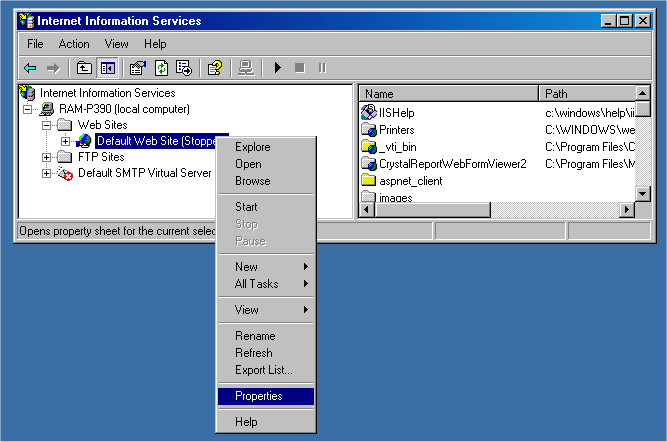 Internet Information Services
File Action View Help
Internet Information Services
RAM-P390 (local computer)
Web Sites
Default Web Site (Stoppe
FTP Sites
Default SMTP Virtual Server
Name Path
IISHelp c:\windows\help\ii
Printers C:\WINDOWS\we
_vti_bin C:\Program Files\C
CrystalReportWebFormViewer2 C:\Program Files\M
aspnet_client
images
Opens property sheet for the current selec
Explore
Open
Browse
Start
Stop
Pause
New
All Tasks
View
Rename
Refresh
Export List...
Properties
Help